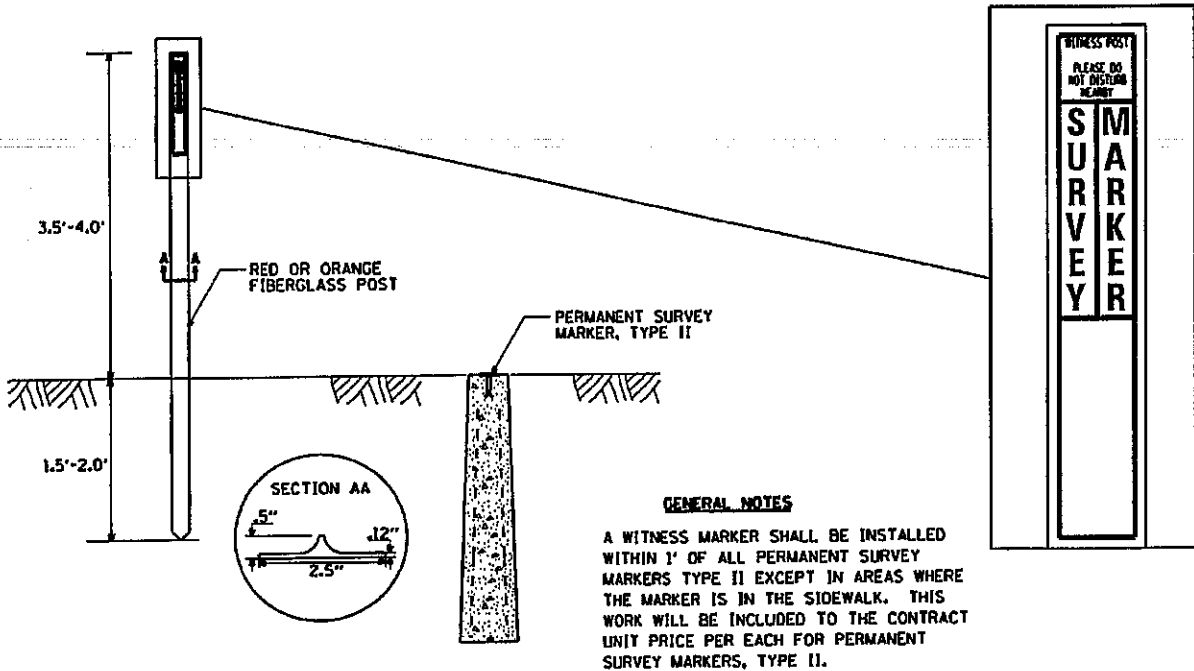 3.5'-4.0'
A A
RED OR ORANGE
FIBERGLASS POST
PERMANENT SURVEY
MARKER, TYPE II
1.5'-2.0'
SECTION AA
.5"
.12"
2.5"
GENERAL NOTES
A WITNESS MARKER SHALL BE INSTALLED
WITHIN 1' OF ALL PERMANENT SURVEY
MARKERS TYPE II EXCEPT IN AREAS WHERE
THE MARKER IS IN THE SIDEWALK. THIS
WORK WILL BE INCLUDED TO THE CONTRACT
UNIT PRICE PER EACH FOR PERMANENT
SURVEY MARKERS, TYPE II.
WITNESS POST
PLEASE DO
NOT DISTURB
NEARBY
SURVEY
MARKER